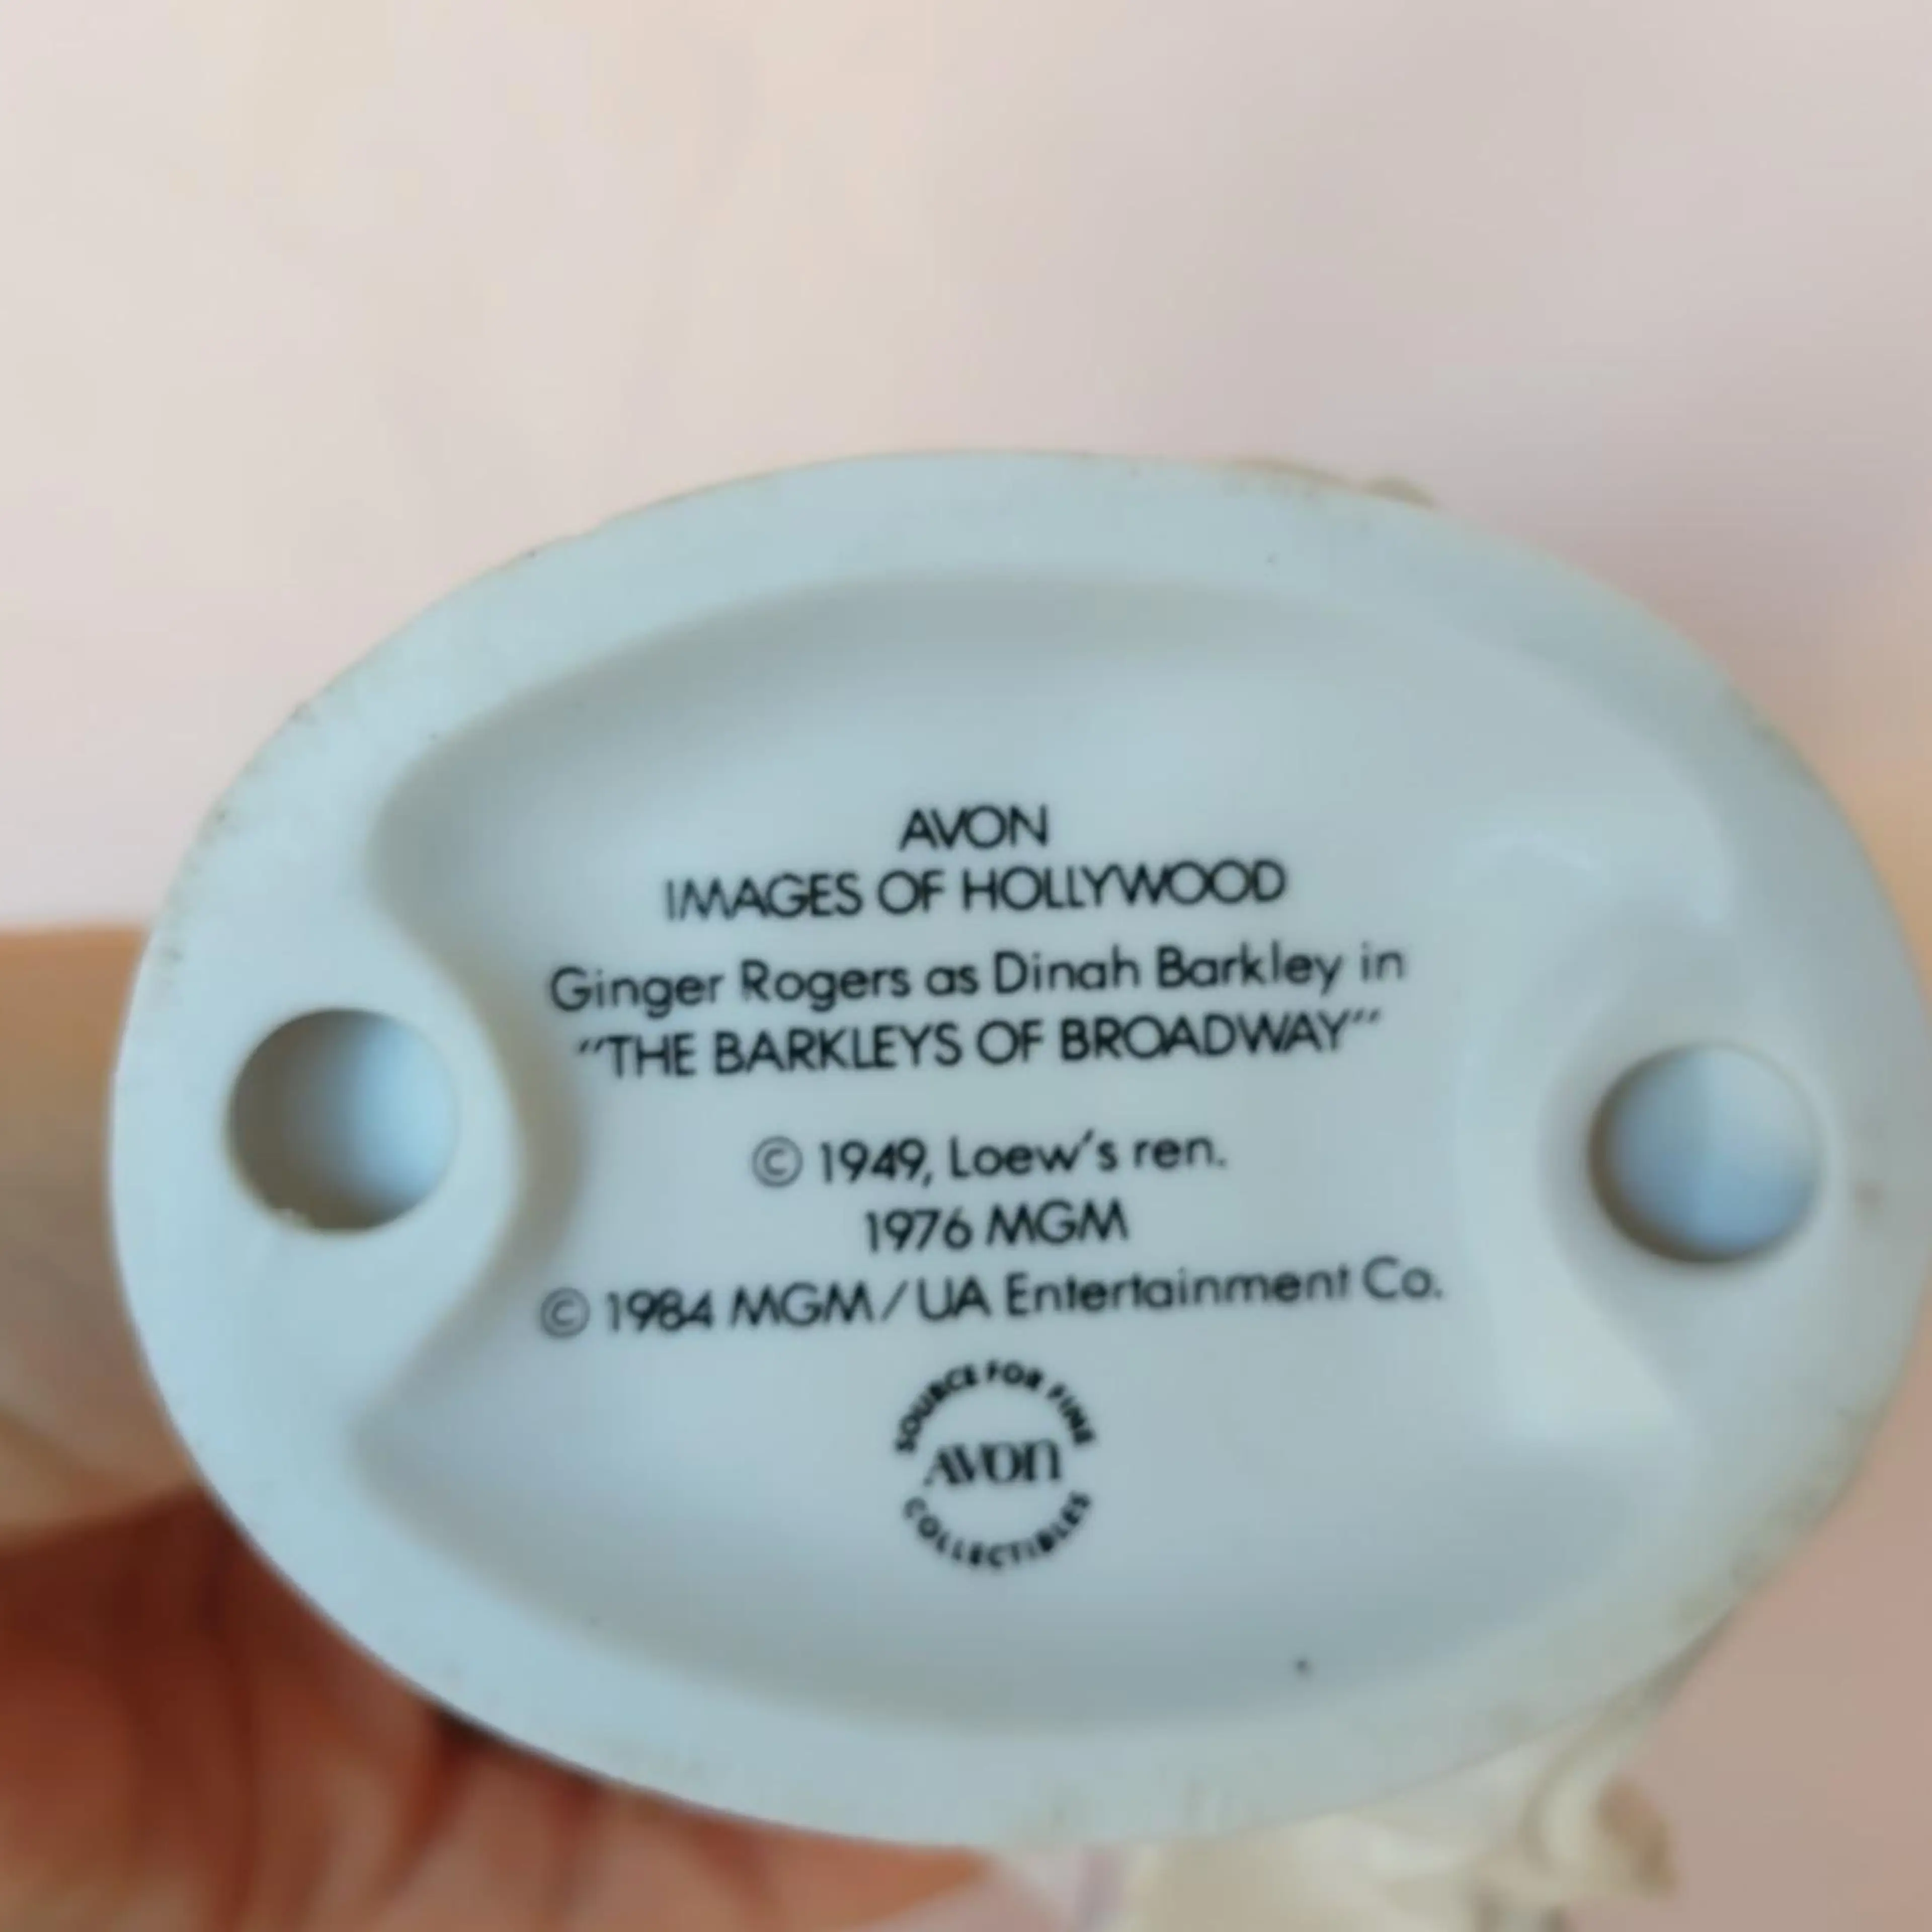 AVON
IMAGES OF HOLLYWOOD
Ginger Rogers as Dinah Barkley in
"THE BARKLEYS OF BROADWAY"
© 1949, Loew's ren.
1976 MGM
© 1984 MGM/UA Entertainment Co.
SOURCE FOR FINE
AVON
COLLECTIBLES